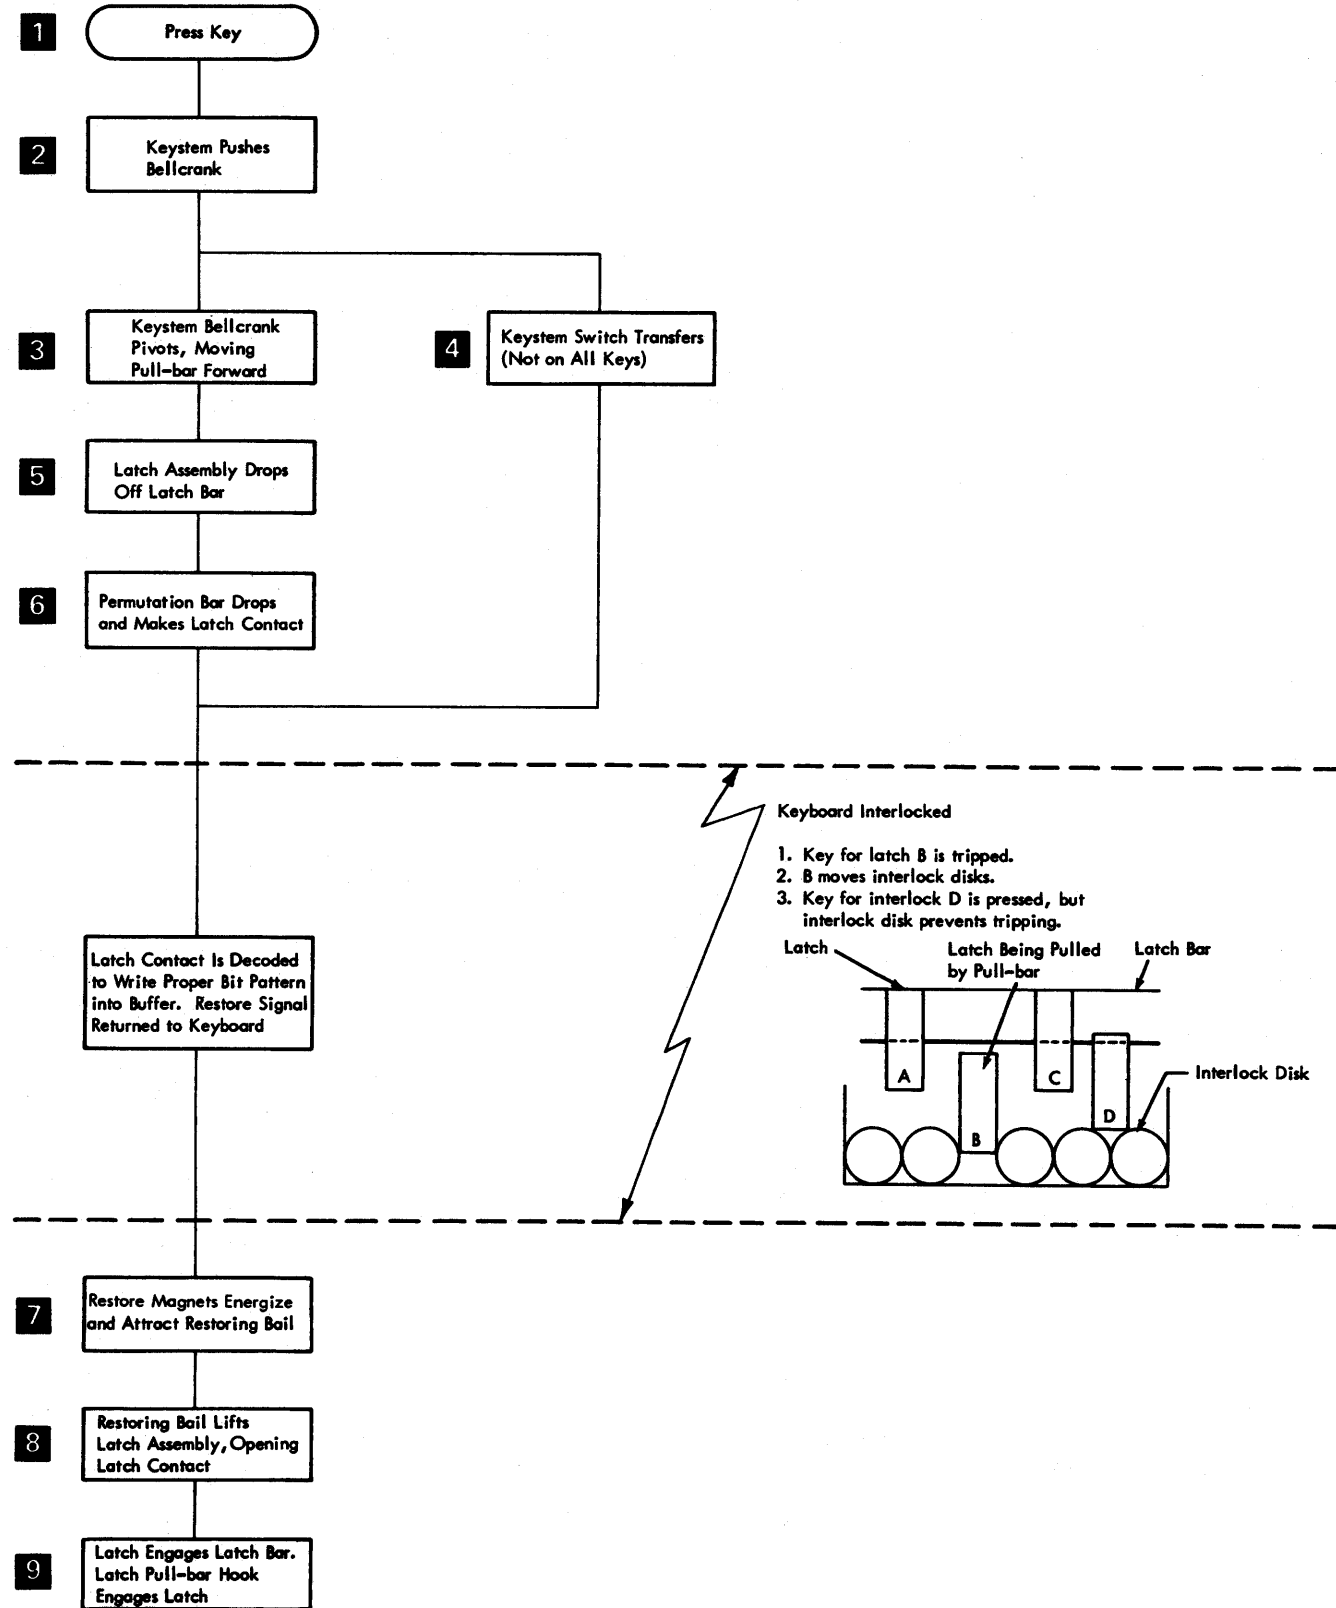 1
Press Key
2
Keystem Pushes
Bellcrank
3
Keystem Bellcrank
Pivots, Moving
Pull-bar Forward
4
Keystem Switch Transfers
(Not on All Keys)
5
Latch Assembly Drops
Off Latch Bar
6
Permutation Bar Drops
and Makes Latch Contact
Keyboard Interlocked
1. Key for latch B is tripped.
2. B moves interlock disks.
3. Key for interlock D is pressed, but
interlock disk prevents tripping.
Latch
Latch Being Pulled
by Pull-bar
Latch Bar
A
B
C
D
Interlock Disk
Latch Contact Is Decoded
to Write Proper Bit Pattern
into Buffer. Restore Signal
Returned to Keyboard
7
Restore Magnets Energize
and Attract Restoring Bail
8
Restoring Bail Lifts
Latch Assembly, Opening
Latch Contact
9
Latch Engages Latch Bar.
Latch Pull-bar Hook
Engages Latch